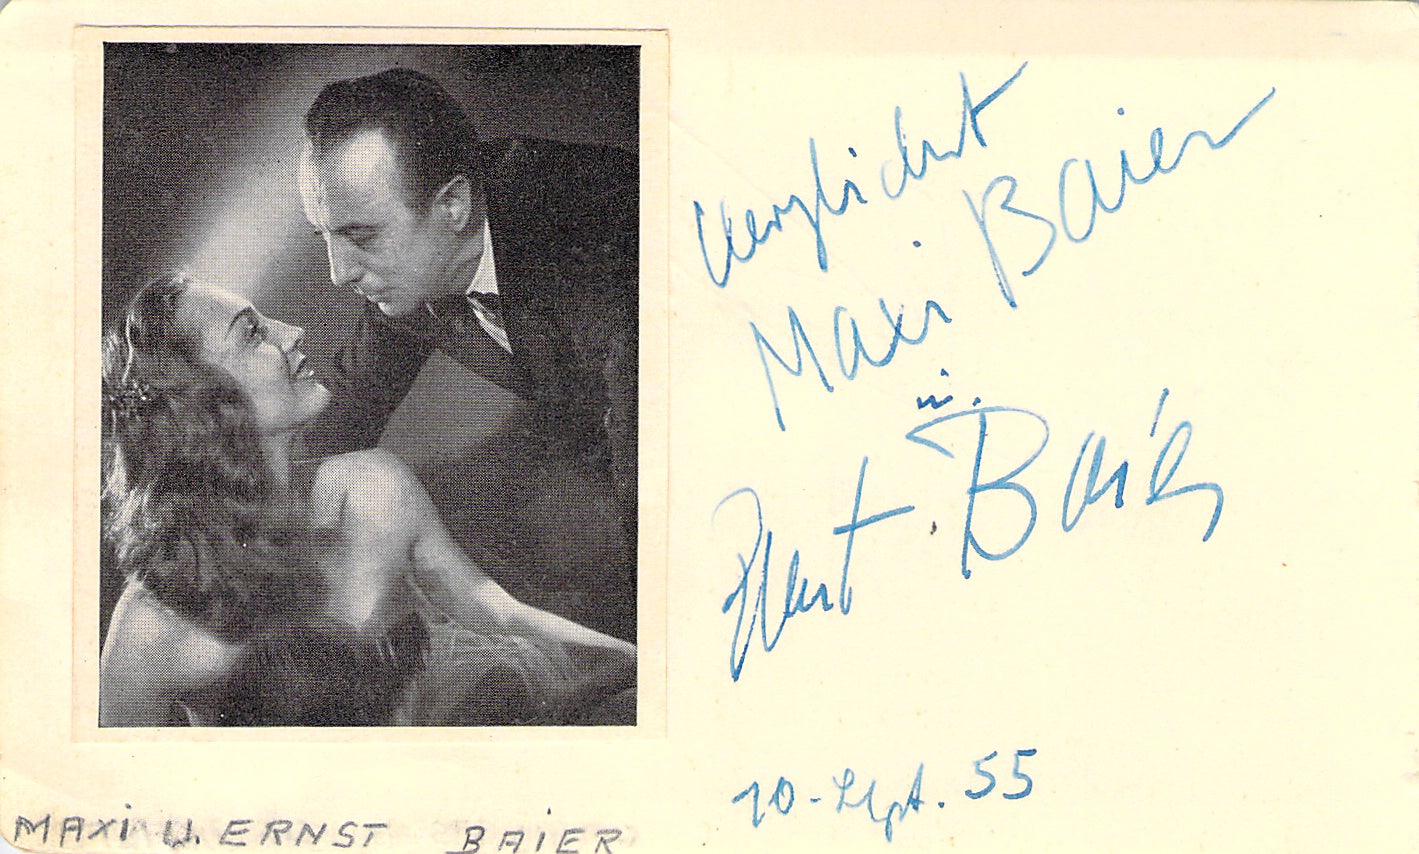 Herzlichst
Maxi Baier
u.
Ernst Baier
10. Sept. 55
MAXI U. ERNST BAIER